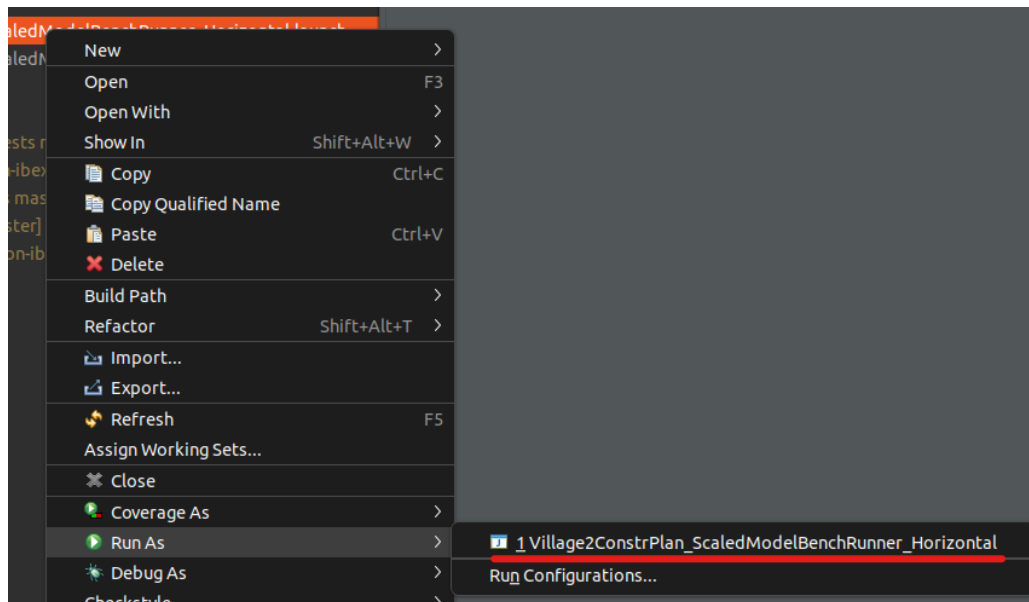 New
Open F3
Open With
Show In Shift+Alt+W
Copy Ctrl+C
Copy Qualified Name
Paste Ctrl+V
Delete
Build Path
Refactor Shift+Alt+T
Import...
Export...
Refresh F5
Assign Working Sets...
Close
Coverage As
Run As
1 Village2ConstrPlan_ScaledModelBenchRunner_Horizontal
Run Configurations...
Debug As
Checkstyle